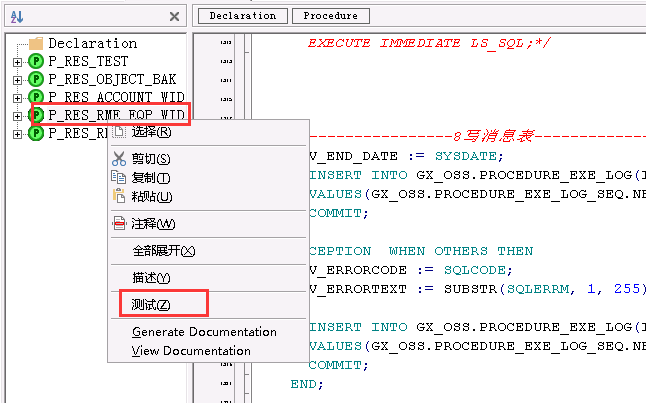 Declaration Procedure
Declaration
P_RES_TEST
P_RES_OBJECT_BAK
P_RES_ACCOUNT_WID
P_RES_RME_EQP_WID
P_RES_R
选择(R)
剪切(S)
复制(T)
粘贴(U)
注释(W)
全部展开(X)
描述(Y)
测试(Z)
Generate Documentation
View Documentation
EXECUTE IMMEDIATE LS_SQL;*/
----------------8写消息表-------------
V_END_DATE := SYSDATE;
INSERT INTO GX_OSS.PROCEDURE_EXE_LOG(I
VALUES(GX_OSS.PROCEDURE_EXE_LOG_SEQ.NE
COMMIT;
CEPTION WHEN OTHERS THEN
V_ERRORCODE := SQLCODE;
V_ERRORTEXT := SUBSTR(SQLERRM, 1, 255)
INSERT INTO GX_OSS.PROCEDURE_EXE_LOG(I
VALUES(GX_OSS.PROCEDURE_EXE_LOG_SEQ.NE
COMMIT;
END;